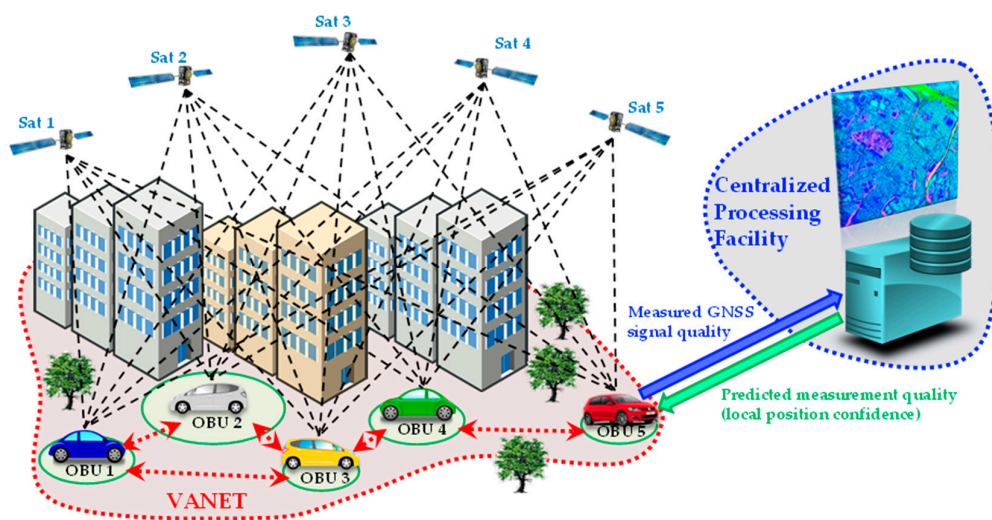 Sat 3
Sat 4
Sat 2
Sat 5
Sat 1
Centralized
Processing
Facility
Measured GNSS
signal quality
Predicted measurement quality
(local position confidence)
OBU 2
OBU 4
OBU 5
OBU 1
OBU 3
VANET